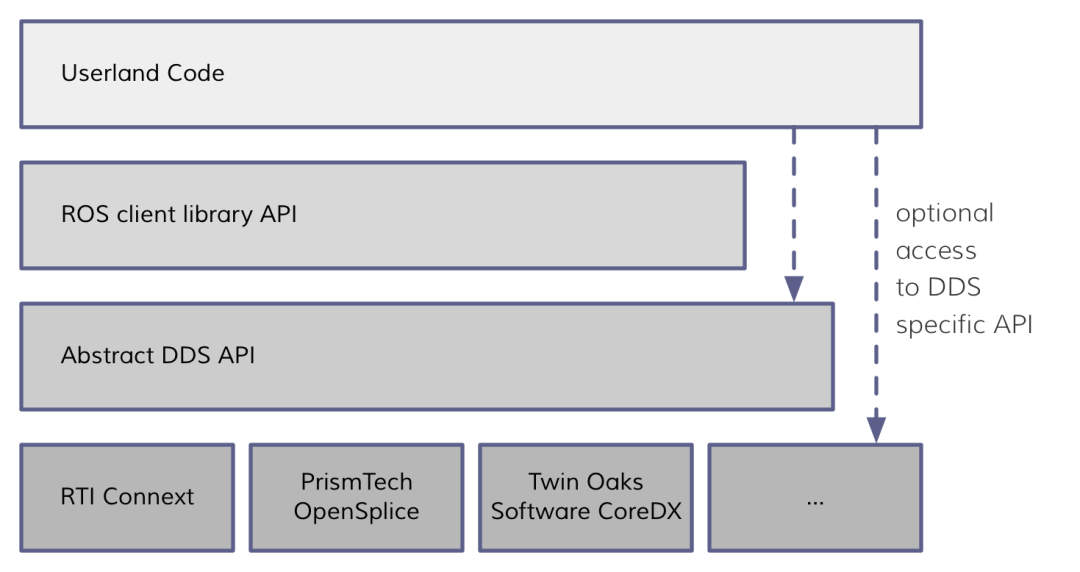 Userland Code
ROS client library API
optional
access
to DDS
specific API
Abstract DDS API
RTI Connext
PrismTech
OpenSplice
Twin Oaks
Software CoreDX
...